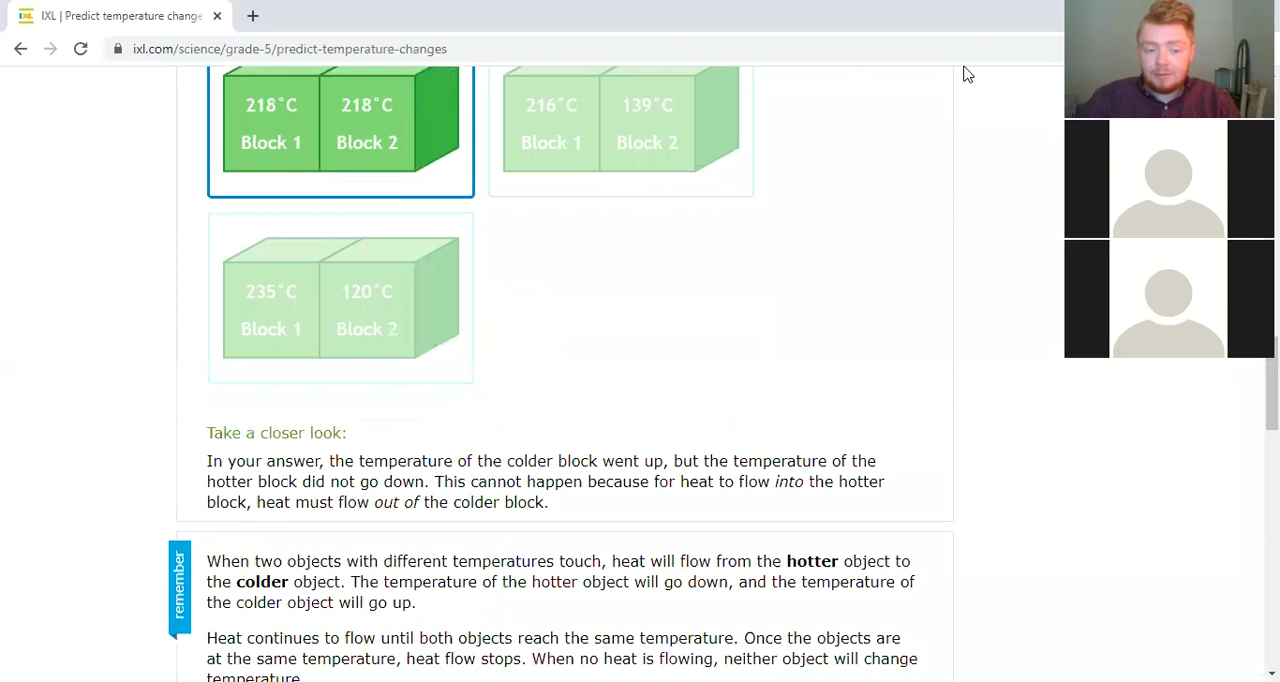 IXL | Predict temperature change
ixl.com/science/grade-5/predict-temperature-changes
218°C 218°C
Block 1 Block 2
216°C 139°C
Block 1 Block 2
235°C 120°C
Block 1 Block 2
Take a closer look:
In your answer, the temperature of the colder block went up, but the temperature of the
hotter block did not go down. This cannot happen because for heat to flow into the hotter
block, heat must flow out of the colder block.
remember
When two objects with different temperatures touch, heat will flow from the hotter object to
the colder object. The temperature of the hotter object will go down, and the temperature of
the colder object will go up.
Heat continues to flow until both objects reach the same temperature. Once the objects are
at the same temperature, heat flow stops. When no heat is flowing, neither object will change
temperature.